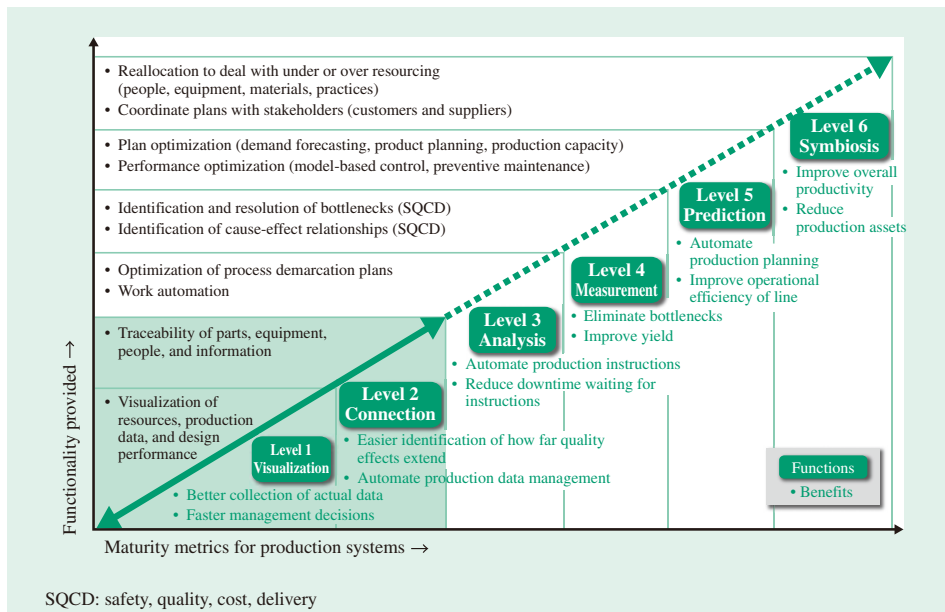 • Reallocation to deal with under or over resourcing
(people, equipment, materials, practices)
• Coordinate plans with stakeholders (customers and suppliers)
• Plan optimization (demand forecasting, product planning, production capacity)
• Performance optimization (model-based control, preventive maintenance)
• Identification and resolution of bottlenecks (SQCD)
• Identification of cause-effect relationships (SQCD)
• Optimization of process demarcation plans
• Work automation
• Traceability of parts, equipment,
people, and information
• Visualization of
resources, production
data, and design
performance
Level 1
Visualization
• Better collection of actual data
• Faster management decisions
Level 2
Connection
• Easier identification of how far quality
effects extend
• Automate production data management
Level 3
Analysis
• Automate production instructions
• Reduce downtime waiting for
instructions
Level 4
Measurement
• Eliminate bottlenecks
• Improve yield
Level 5
Prediction
• Automate
production planning
• Improve operational
efficiency of line
Level 6
Symbiosis
• Improve overall
productivity
• Reduce
production assets
Functions
• Benefits
Functionality provided →
Maturity metrics for production systems →
SQCD: safety, quality, cost, delivery